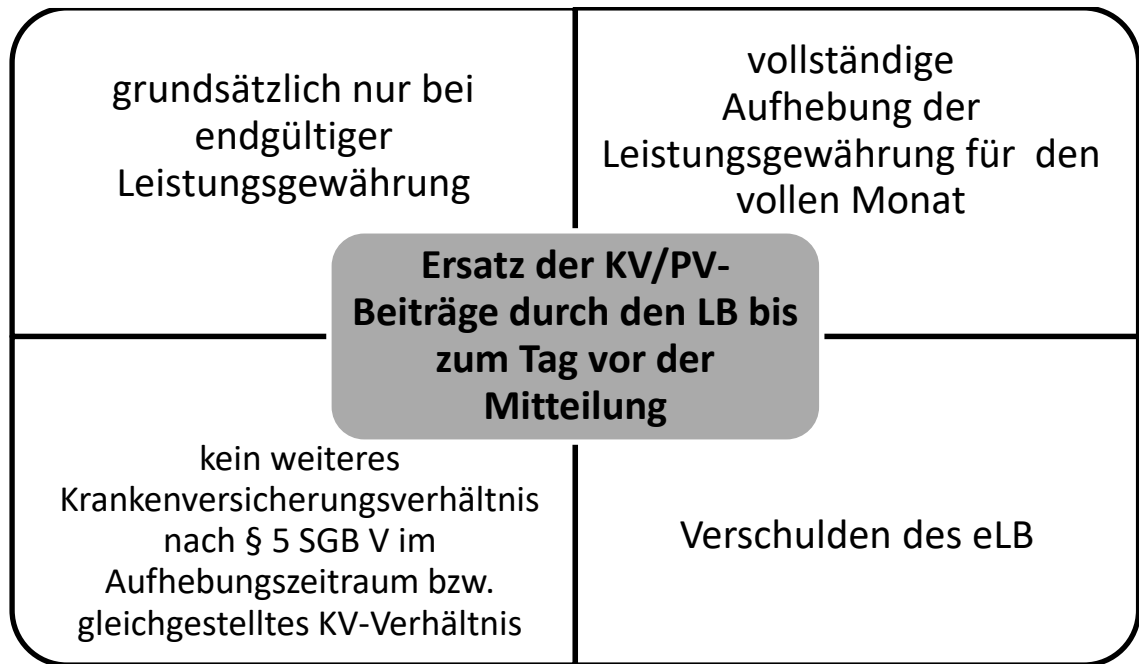 grundsätzlich nur bei
endgültiger
Leistungsgewährung
vollständige
Aufhebung der
Leistungsgewährung für den
vollen Monat
Ersatz der KV/PV-
Beiträge durch den LB bis
zum Tag vor der
Mitteilung
kein weiteres
Krankenversicherungsverhältnis
nach § 5 SGB V im
Aufhebungszeitraum bzw.
gleichgestelltes KV-Verhältnis
Verschulden des eLB